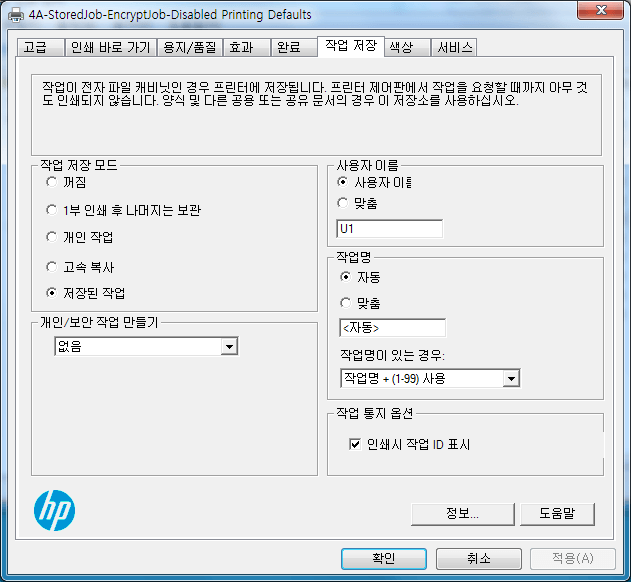 4A-StoredJob-EncryptJob-Disabled Printing Defaults
고급 인쇄 바로 가기 용지/품질 효과 완료 작업 저장 색상 서비스
작업이 전자 파일 캐비닛인 경우 프린터에 저장됩니다. 프린터 제어판에서 작업을 요청할 때까지 아무 것
도 인쇄되지 않습니다. 양식 및 다른 공용 또는 공유 문서의 경우 이 저장소를 사용하십시오.
작업 저장 모드
꺼짐
1부 인쇄 후 나머지는 보관
개인 작업
고속 복사
저장된 작업
개인/보안 작업 만들기
없음
사용자 이름
사용자 이름
맞춤
U1
작업명
자동
맞춤
<자동>
작업명이 있는 경우:
작업명 + (1-99) 사용
작업 통지 옵션
인쇄시 작업 ID 표시
hp
정보...
도움말
확인
취소
적용(A)